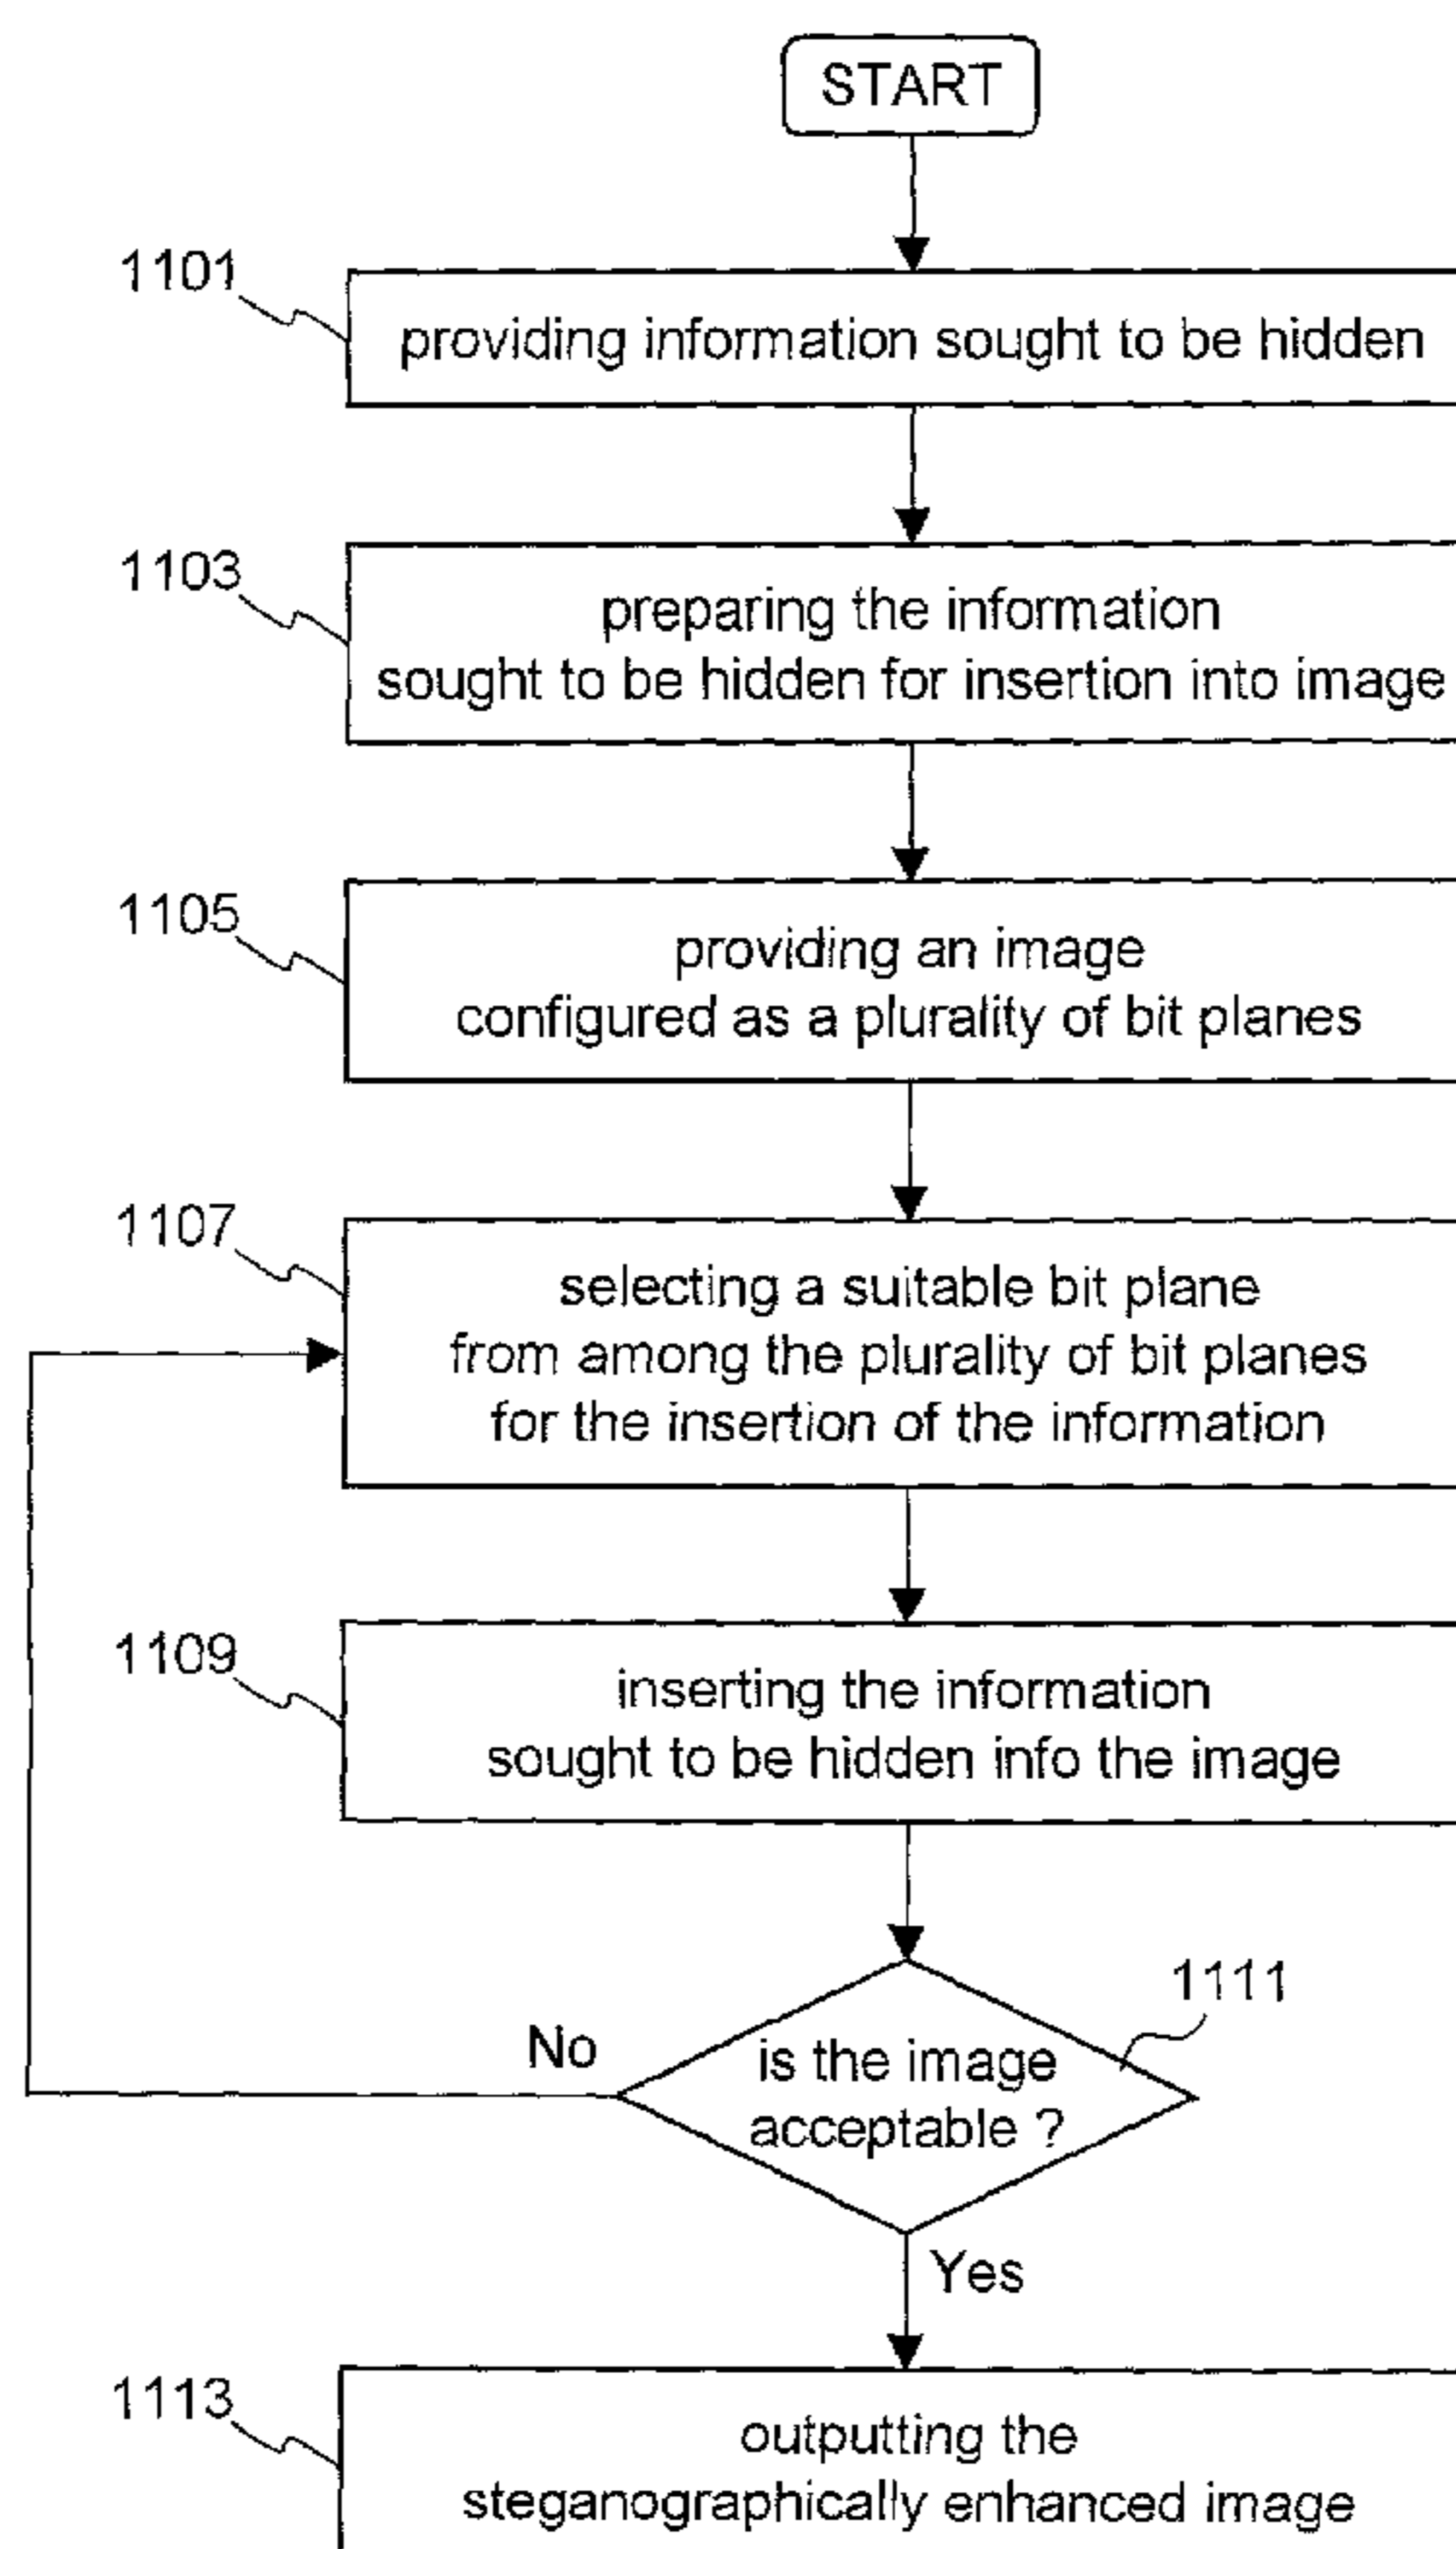 START
1101
providing information sought to be hidden
1103
preparing the information
sought to be hidden for insertion into image
1105
providing an image
configured as a plurality of bit planes
1107
selecting a suitable bit plane
from among the plurality of bit planes
for the insertion of the information
1109
inserting the information
sought to be hidden info the image
1111
No
is the image
acceptable ?
Yes
1113
outputting the
steganographically enhanced image